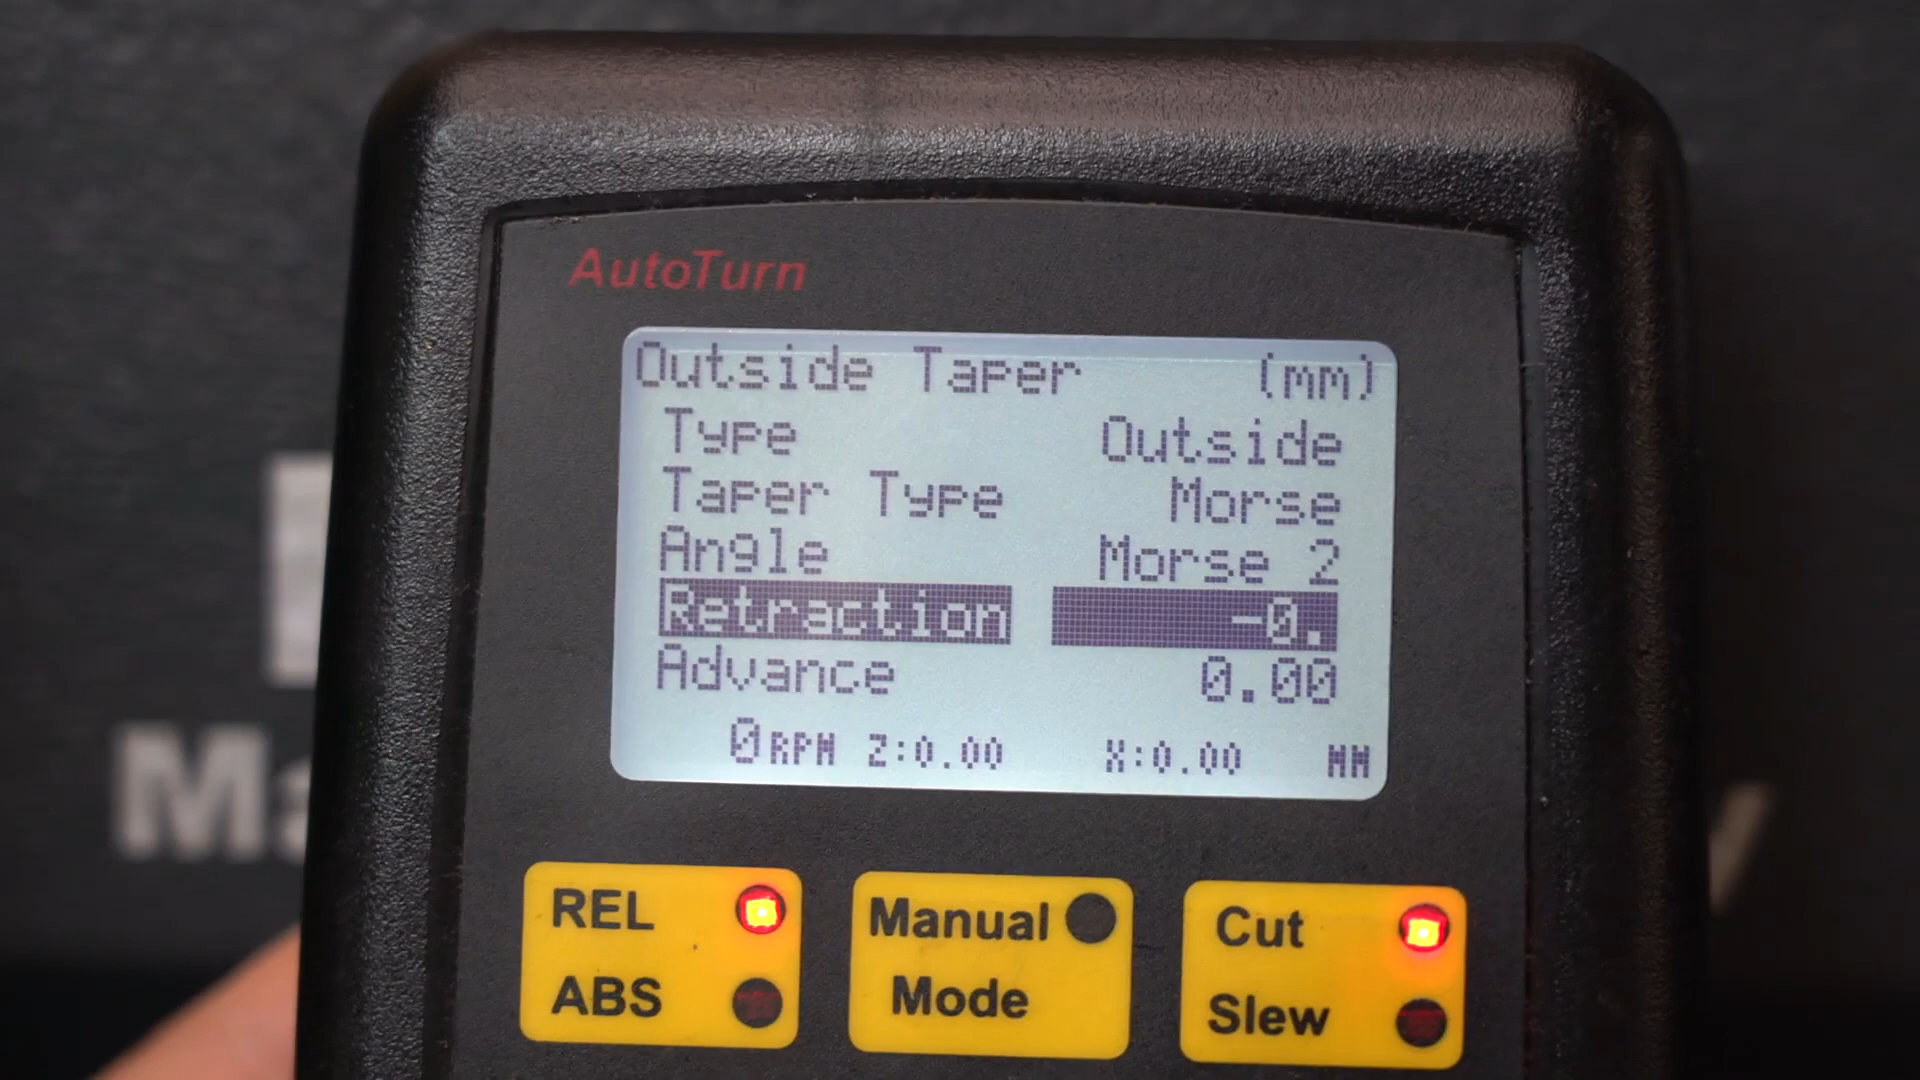 AutoTurn
Outside Taper (mm)
Type Outside
Taper Type Morse
Angle Morse 2
Retraction -0.
Advance 0.00
0RPM Z:0.00 X:0.00 MM
REL
ABS
Manual
Mode
Cut
Slew